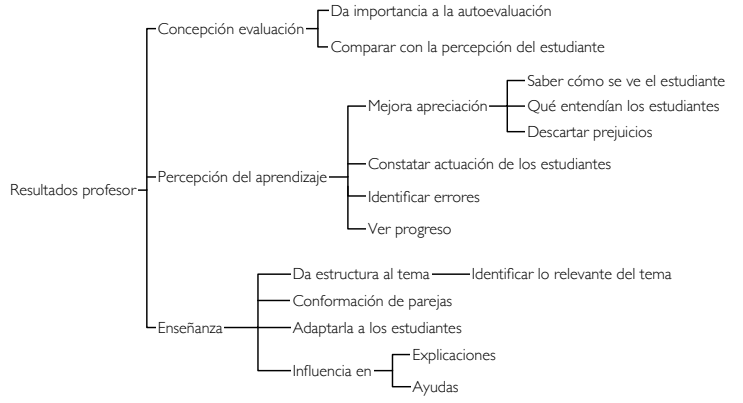 Da importancia a la autoevaluación
Concepción evaluación
Comparar con la percepción del estudiante
Saber cómo se ve el estudiante
Mejora apreciación
Qué entendían los estudiantes
Descartar prejuicios
Constatar actuación de los estudiantes
Percepción del aprendizaje
Resultados profesor
Identificar errores
Ver progreso
Da estructura al tema
Identificar lo relevante del tema
Conformación de parejas
Enseñanza
Adaptarla a los estudiantes
Explicaciones
Influencia en
Ayudas